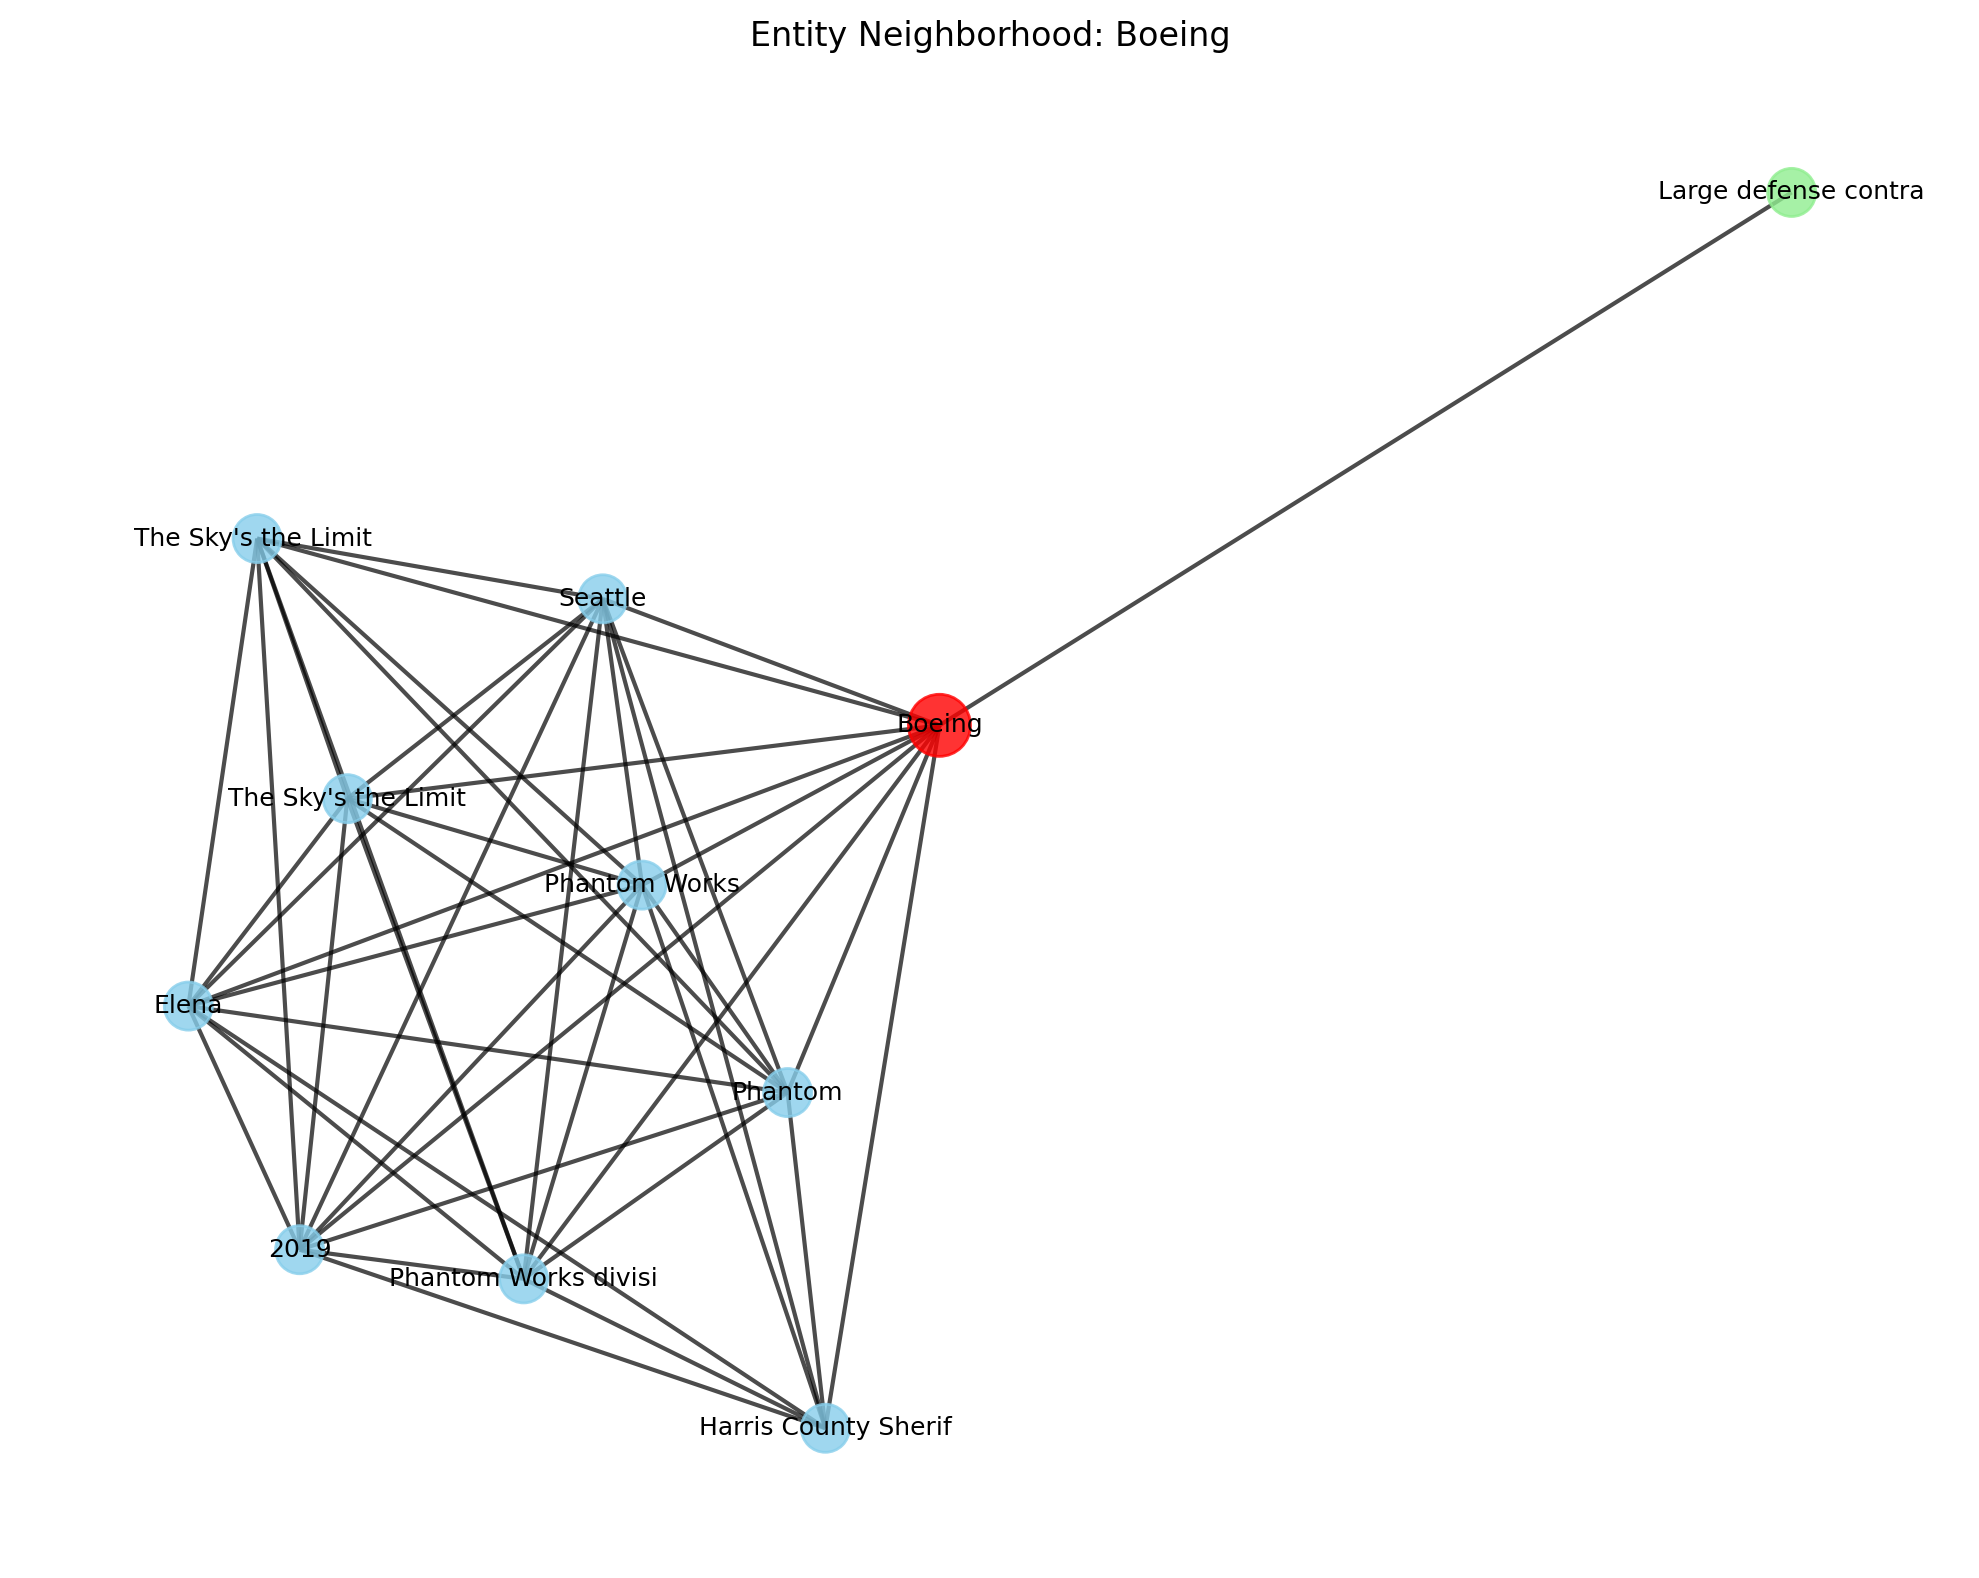 Entity Neighborhood: Boeing
Large defense contra
The Sky's the Limit
Seattle
Boeing
The Sky's the Limit
Phantom Works
Elena
Phantom
2019
Phantom Works divisi
Harris County Sherif